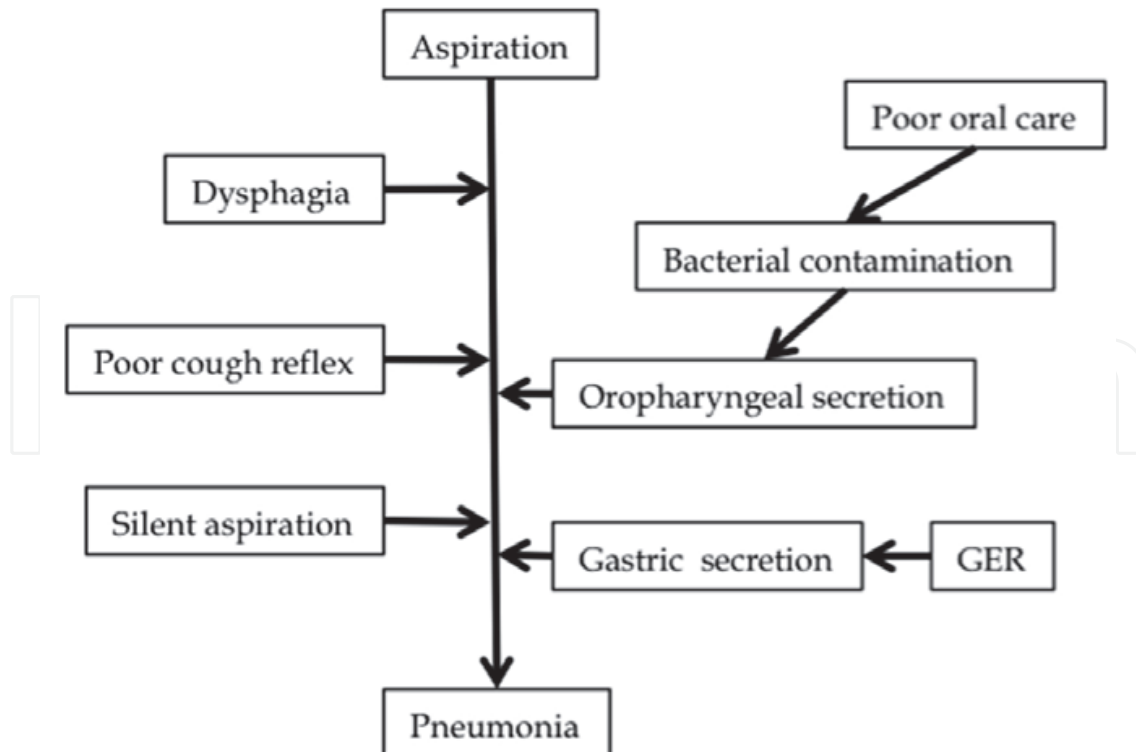 Aspiration
Poor oral care
Dysphagia
Bacterial contamination
Poor cough reflex
Oropharyngeal secretion
Silent aspiration
Gastric secretion
GER
Pneumonia